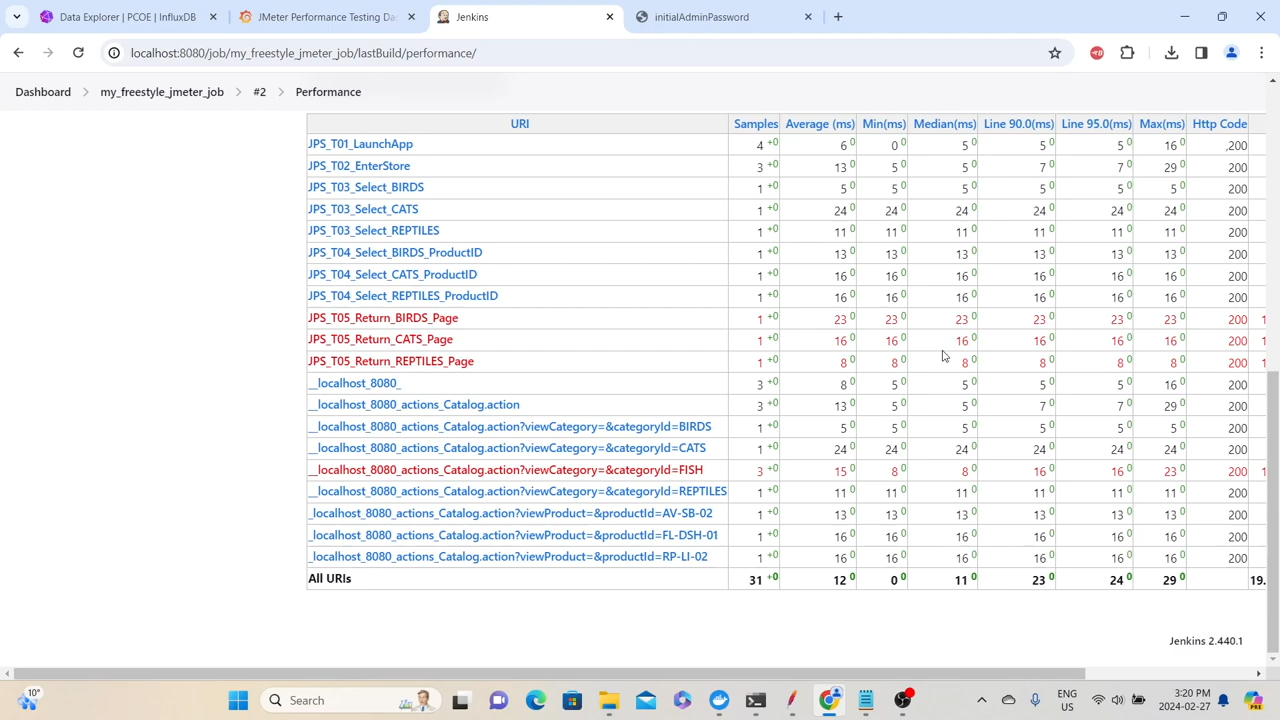 Data Explorer | PCOE | InfluxDB
JMeter Performance Testing Da
Jenkins
initialAdminPassword
localhost:8080/job/my_freestyle_jmeter_job/lastBuild/performance/
Dashboard > my_freestyle_jmeter_job > #2 > Performance
URI Samples Average (ms) Min(ms) Median(ms) Line 90.0(ms) Line 95.0(ms) Max(ms) Http Code
JPS_T01_LaunchApp 4 +0 6 0 0 0 5 0 5 0 5 0 16 0 ,200
JPS_T02_EnterStore 3 +0 13 0 5 0 5 0 7 0 7 0 29 0 200
JPS_T03_Select_BIRDS 1 +0 5 0 5 0 5 0 5 0 5 0 5 0 200
JPS_T03_Select_CATS 1 +0 24 0 24 0 24 0 24 0 24 0 24 0 200
JPS_T03_Select_REPTILES 1 +0 11 0 11 0 11 0 11 0 11 0 11 0 200
JPS_T04_Select_BIRDS_ProductID 1 +0 13 0 13 0 13 0 13 0 13 0 13 0 200
JPS_T04_Select_CATS_ProductID 1 +0 16 0 16 0 16 0 16 0 16 0 16 0 200
JPS_T04_Select_REPTILES_ProductID 1 +0 16 0 16 0 16 0 16 0 16 0 16 0 200
JPS_T05_Return_BIRDS_Page 1 +0 23 0 23 0 23 0 23 0 23 0 23 0 200 1
JPS_T05_Return_CATS_Page 1 +0 16 0 16 0 16 0 16 0 16 0 16 0 200 1
JPS_T05_Return_REPTILES_Page 1 +0 8 0 8 0 8 0 8 0 8 0 8 0 200 1
__localhost_8080_ 3 +0 8 0 5 0 5 0 5 0 5 0 16 0 200
__localhost_8080_actions_Catalog.action 3 +0 13 0 5 0 5 0 7 0 7 0 29 0 200
__localhost_8080_actions_Catalog.action?viewCategory=&categoryId=BIRDS 1 +0 5 0 5 0 5 0 5 0 5 0 5 0 200
__localhost_8080_actions_Catalog.action?viewCategory=&categoryId=CATS 1 +0 24 0 24 0 24 0 24 0 24 0 24 0 200
__localhost_8080_actions_Catalog.action?viewCategory=&categoryId=FISH 3 +0 15 0 8 0 8 0 16 0 16 0 23 0 200 1
__localhost_8080_actions_Catalog.action?viewCategory=&categoryId=REPTILES 1 +0 11 0 11 0 11 0 11 0 11 0 11 0 200
_localhost_8080_actions_Catalog.action?viewProduct=&productId=AV-SB-02 1 +0 13 0 13 0 13 0 13 0 13 0 13 0 200
_localhost_8080_actions_Catalog.action?viewProduct=&productId=FL-DSH-01 1 +0 16 0 16 0 16 0 16 0 16 0 16 0 200
_localhost_8080_actions_Catalog.action?viewProduct=&productId=RP-LI-02 1 +0 16 0 16 0 16 0 16 0 16 0 16 0 200
All URIs 31 +0 12 0 0 0 11 0 23 0 24 0 29 0 19.
Jenkins 2.440.1
10°
Search
ENG
US
3:20 PM
2024-02-27
PRE